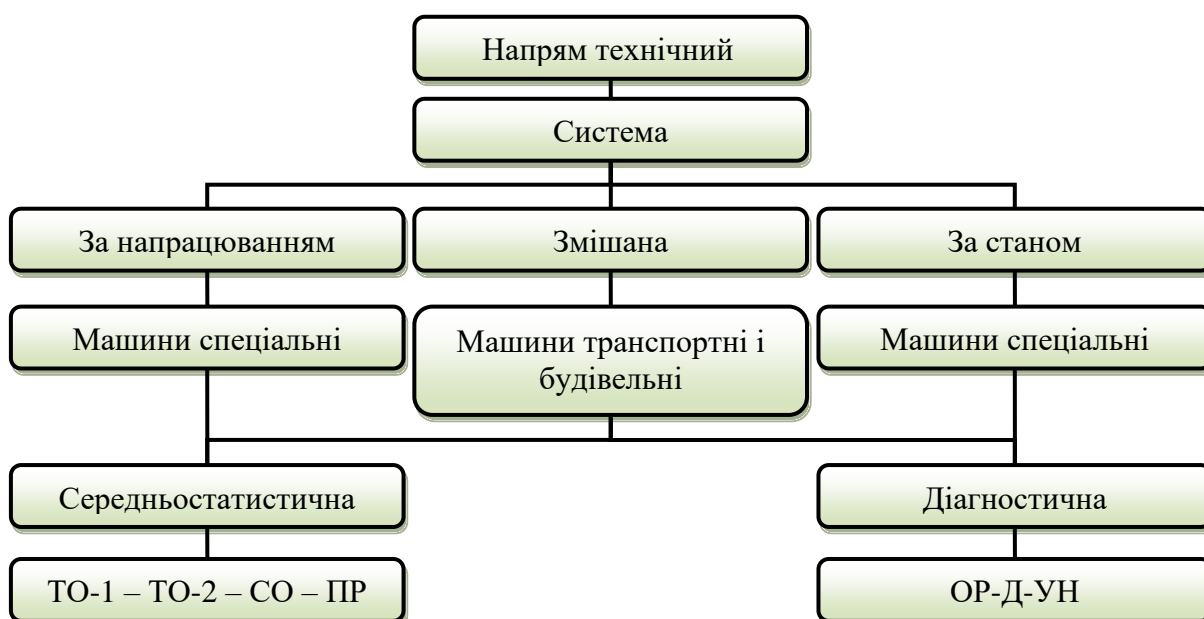 Напрям технічний
Система
За напрацюванням
Змішана
За станом
Машини спеціальні
Машини транспортні і
будівельні
Машини спеціальні
Середньостатистична
Діагностична
ТО-1 – ТО-2 – СО – ПР
ОР-Д-УН